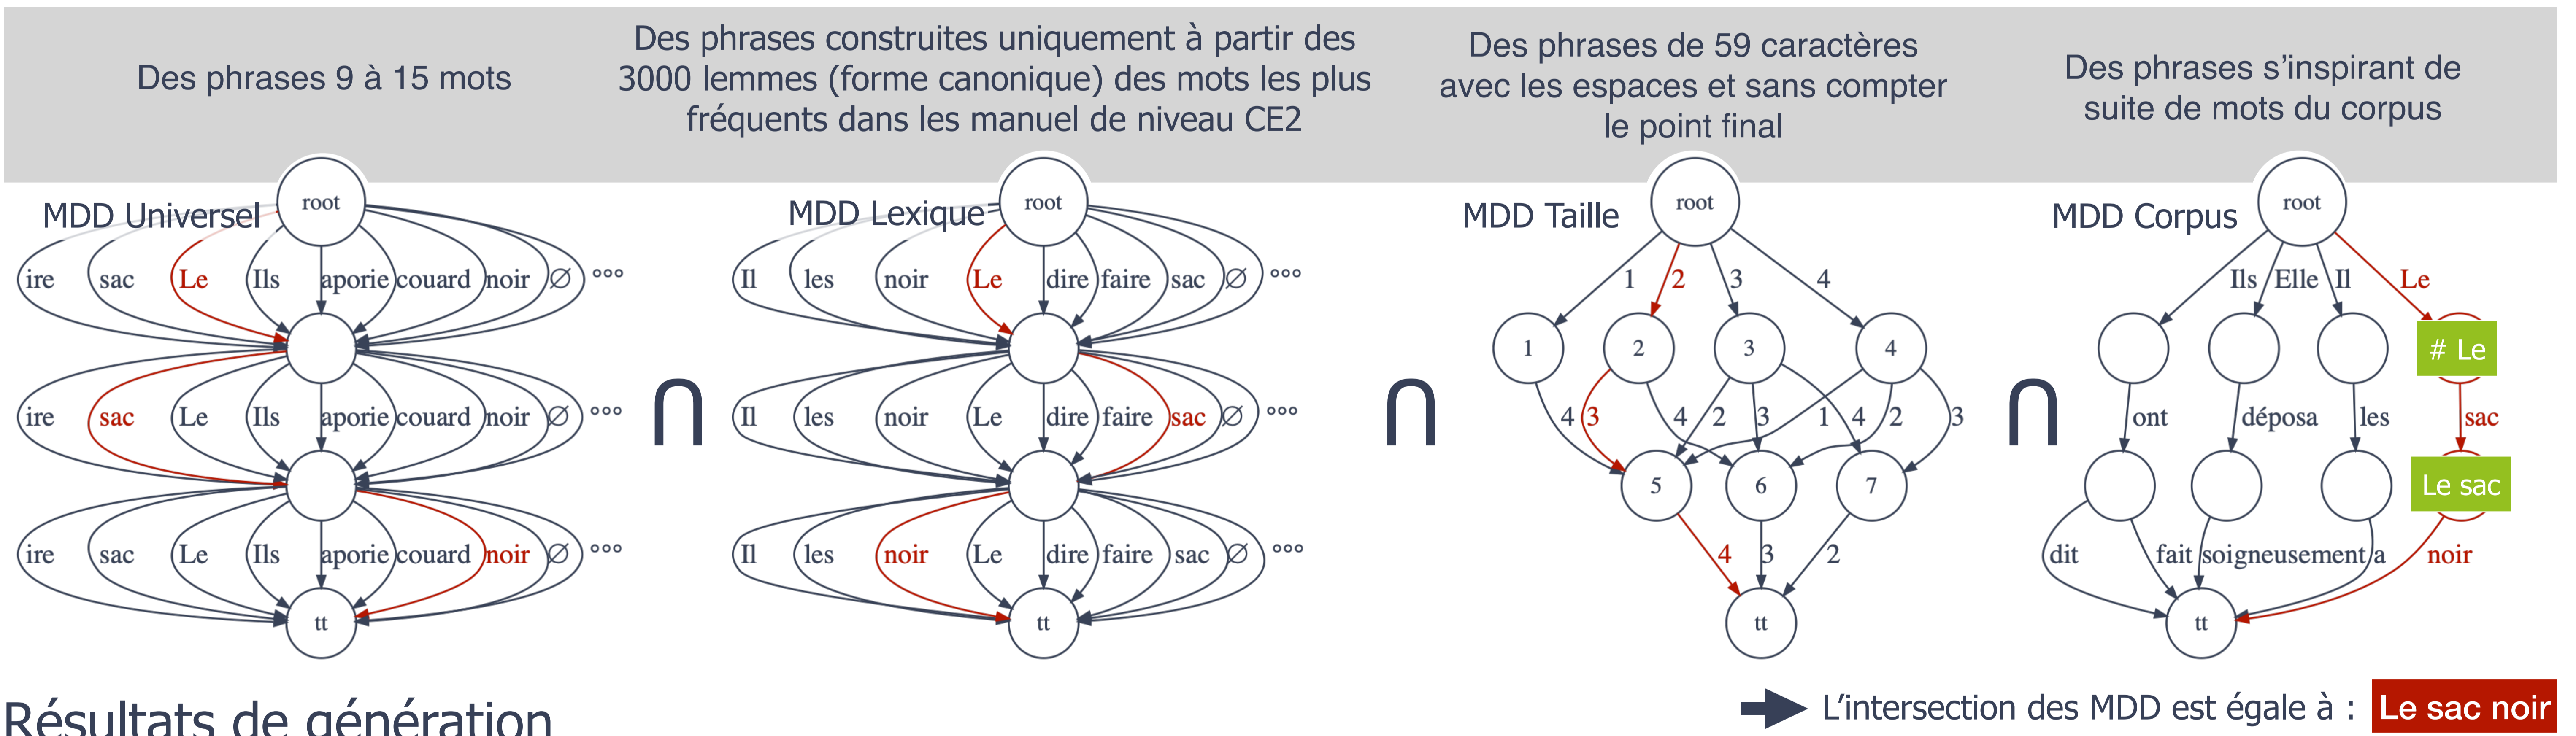 Des phrases 9 à 15 mots
Des phrases construites uniquement à partir des
3000 lemmes (forme canonique) des mots les plus
fréquents dans les manuel de niveau CE2
Des phrases de 59 caractères
avec les espaces et sans compter
le point final
Des phrases s'inspirant de
suite de mots du corpus
MDD Universel
root
ire sac Le Ils aporie couard noir ∅ °°°
ire sac Le Ils aporie couard noir ∅ °°°
ire sac Le Ils aporie couard noir ∅ °°°
tt
∩
MDD Lexique
root
Il les noir Le dire faire sac ∅ °°°
Il les noir Le dire faire sac ∅ °°°
Il les noir Le dire faire sac ∅ °°°
tt
∩
MDD Taille
root
1 2 3 4
1 2 3 4
4 3 4 2 3 1 4 2 3
5 6 7
4 3 2
tt
∩
MDD Corpus
root
Ils Elle Il Le
# Le
ont déposa les sac
Le sac
dit fait soigneusement a noir
tt
L'intersection des MDD est égale à : Le sac noir
Résultats de génération